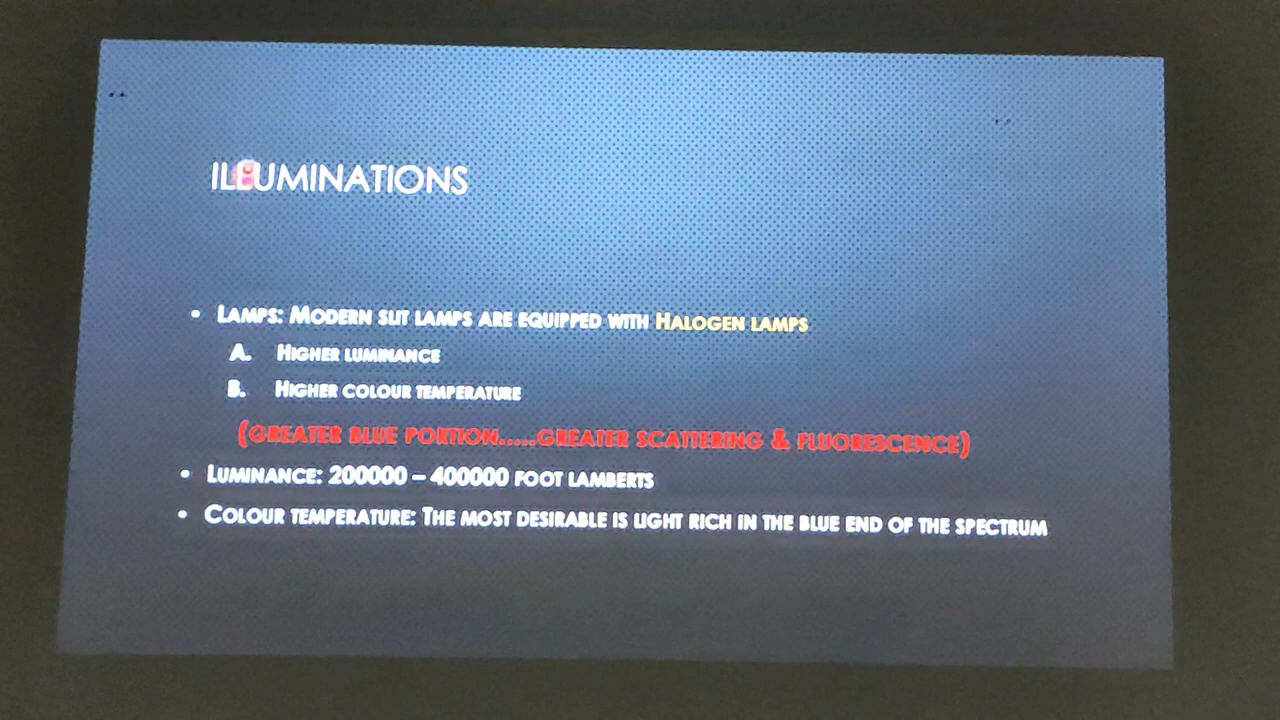 ILLUMINATIONS
• LAMPS: MODERN SLIT LAMPS ARE EQUIPPED WITH HALOGEN LAMPS
A. HIGHER LUMINANCE
B. HIGHER COLOUR TEMPERATURE
(GREATER BLUE PORTION.....GREATER SCATTERING & FLUORESCENCE)
• LUMINANCE: 200000 – 400000 FOOT LAMBERTS
• COLOUR TEMPERATURE: THE MOST DESIRABLE IS LIGHT RICH IN THE BLUE END OF THE SPECTRUM